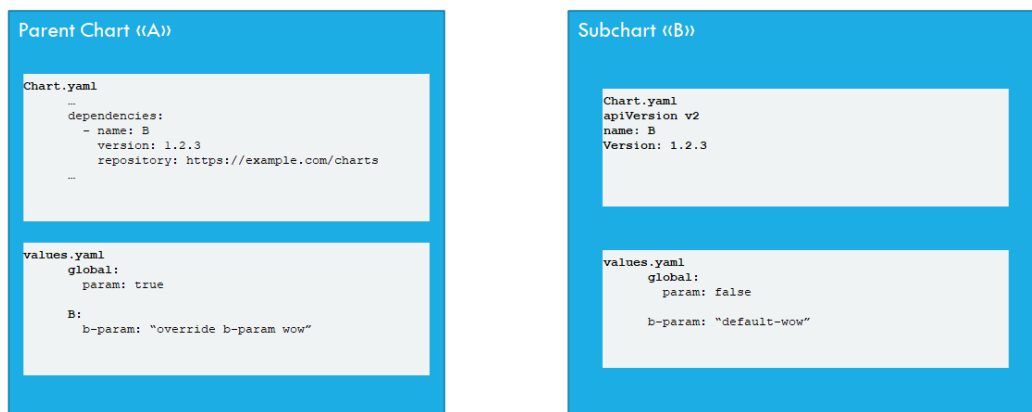 Parent Chart «A»
Chart.yaml
…
dependencies:
- name: B
version: 1.2.3
repository: https://example.com/charts
…
values.yaml
global:
param: true
B:
b-param: “override b-param wow”
Subchart «B»
Chart.yaml
apiVersion v2
name: B
Version: 1.2.3
values.yaml
global:
param: false
b-param: “default-wow”